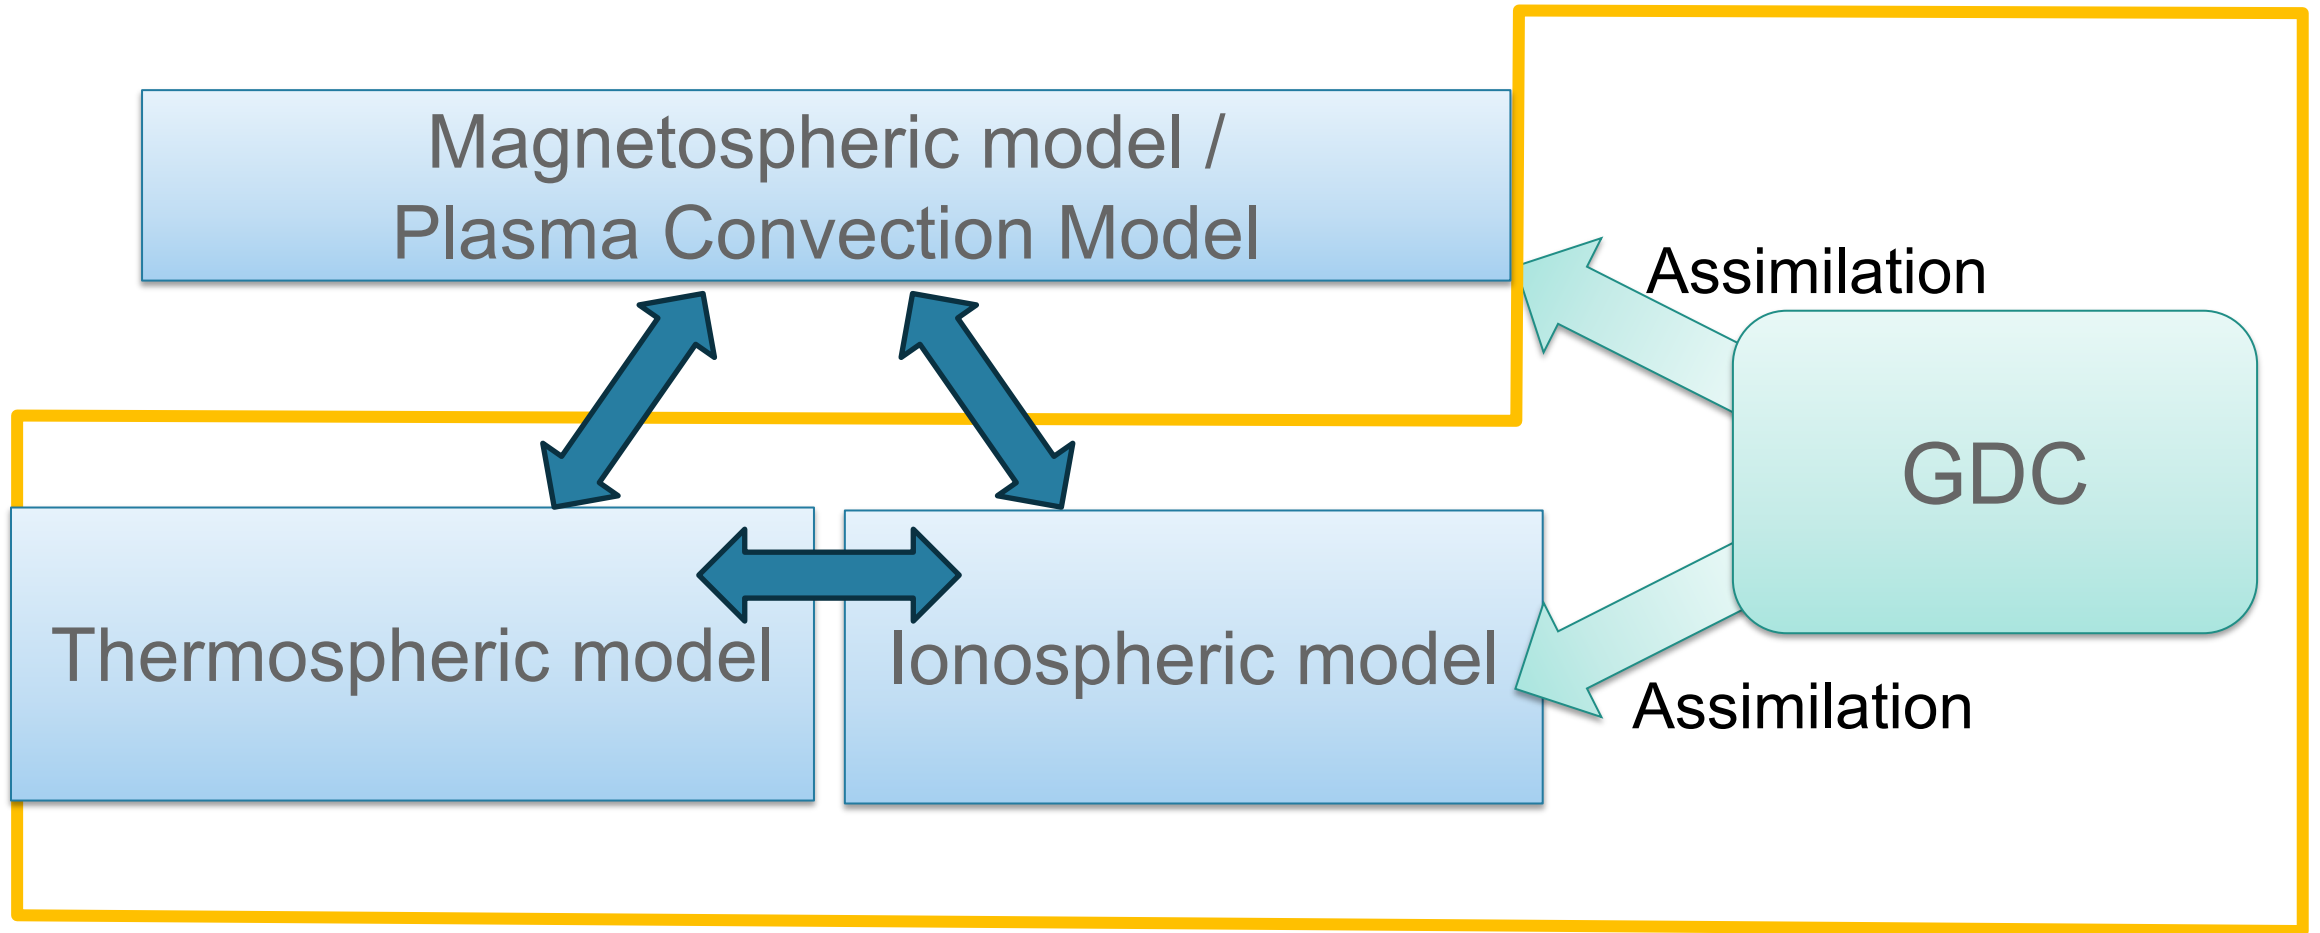 Magnetospheric model /
Plasma Convection Model
Assimilation
GDC
Thermospheric model
Ionospheric model
Assimilation